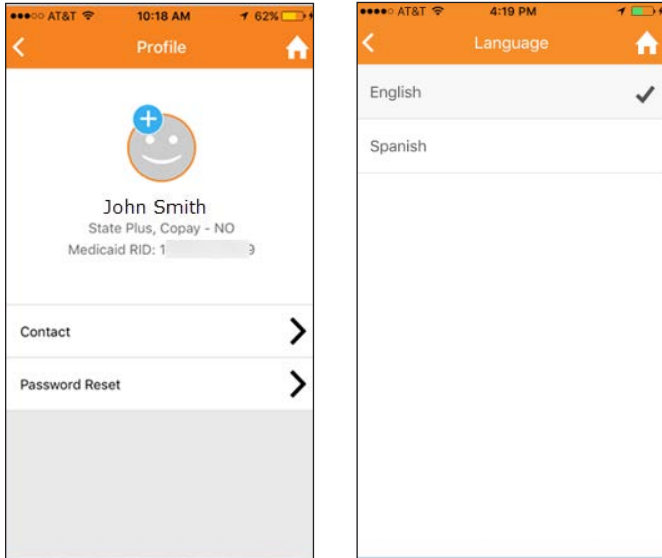 AT&T 10:18 AM 62%
Profile
John Smith
State Plus, Copay - NO
Medicaid RID: 1 9
Contact
Password Reset
AT&T 4:19 PM
Language
English
Spanish